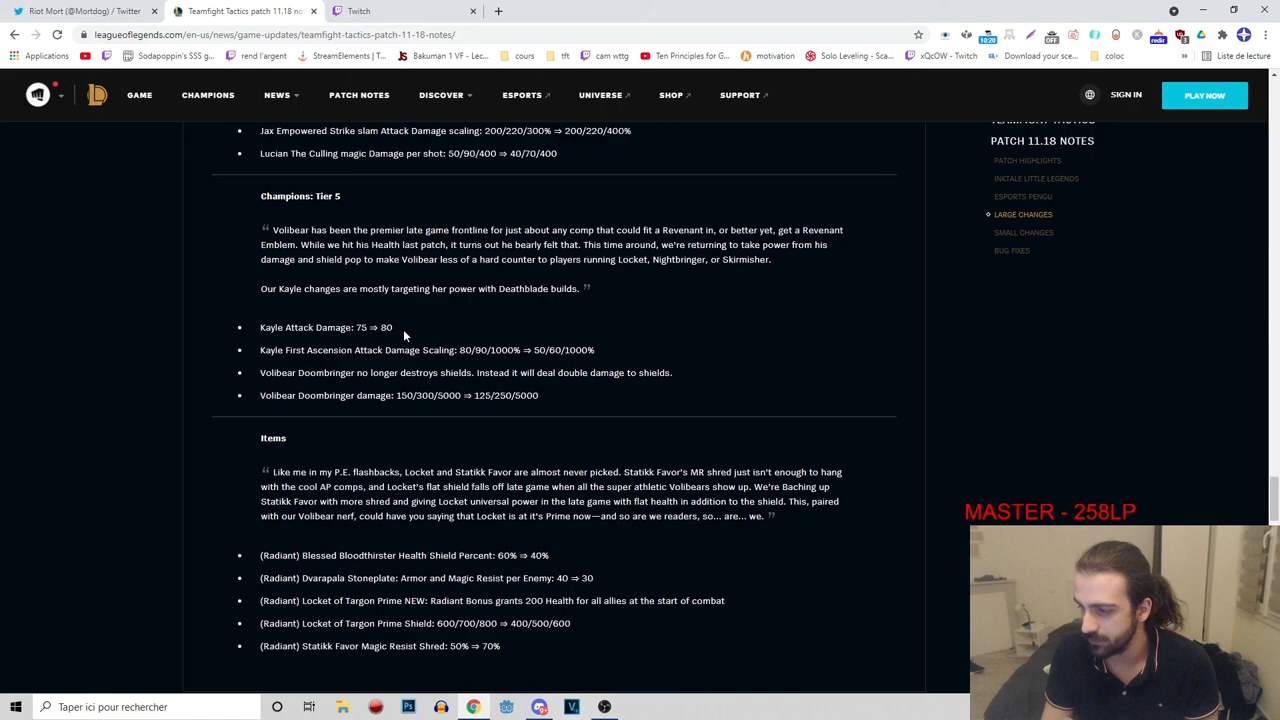 Riot Mort (@Mortdog) / Twitter
Teamfight Tactics patch 11.18 not
Twitch
leagueoflegends.com/en-us/news/game-updates/teamfight-tactics-patch-11-18-notes/
10:20
OFF
redir
3
Applications
Sodapoppin's SSS g...
rend l'argent
StreamElements | T...
Bakuman 1 VF - Lec...
cours
tft
cam wttg
Ten Principles for G...
motivation
Solo Leveling - Sca...
xQcOW - Twitch
Download your sche...
coloc
»
Liste de lecture
GAME
CHAMPIONS
NEWS
PATCH NOTES
DISCOVER
ESPORTS
UNIVERSE
SHOP
SUPPORT
SIGN IN
PLAY NOW
Jax Empowered Strike slam Attack Damage scaling: 200/220/300% ⇒ 200/220/400%
Lucian The Culling magic Damage per shot: 50/90/400 ⇒ 40/70/400
Champions: Tier 5
“ Volibear has been the premier late game frontline for just about any comp that could fit a Revenant in, or better yet, get a Revenant
Emblem. While we hit his Health last patch, it turns out he bearly felt that. This time around, we’re returning to take power from his
damage and shield pop to make Volibear less of a hard counter to players running Locket, Nightbringer, or Skirmisher.
Our Kayle changes are mostly targeting her power with Deathblade builds. ”
Kayle Attack Damage: 75 ⇒ 80
Kayle First Ascension Attack Damage Scaling: 80/90/1000% ⇒ 50/60/1000%
Volibear Doombringer no longer destroys shields. Instead it will deal double damage to shields.
Volibear Doombringer damage: 150/300/5000 ⇒ 125/250/5000
Items
“ Like me in my P.E. flashbacks, Locket and Statikk Favor are almost never picked. Statikk Favor’s MR shred just isn’t enough to hang
with the cool AP comps, and Locket’s flat shield falls off late game when all the super athletic Volibears show up. We’re Baching up
Statikk Favor with more shred and giving Locket universal power in the late game with flat health in addition to the shield. This, paired
with our Volibear nerf, could have you saying that Locket is at it’s Prime now—and so are we readers, so... are... we. ”
(Radiant) Blessed Bloodthirster Health Shield Percent: 60% ⇒ 40%
(Radiant) Dvarapala Stoneplate: Armor and Magic Resist per Enemy: 40 ⇒ 30
(Radiant) Locket of Targon Prime NEW: Radiant Bonus grants 200 Health for all allies at the start of combat
(Radiant) Locket of Targon Prime Shield: 600/700/800 ⇒ 400/500/600
(Radiant) Statikk Favor Magic Resist Shred: 50% ⇒ 70%
TEAMFIGHT TACTICS
PATCH 11.18 NOTES
PATCH HIGHLIGHTS
INKTALE LITTLE LEGENDS
ESPORTS PENGU
LARGE CHANGES
SMALL CHANGES
BUG FIXES
MASTER - 258LP
Taper ici pour rechercher